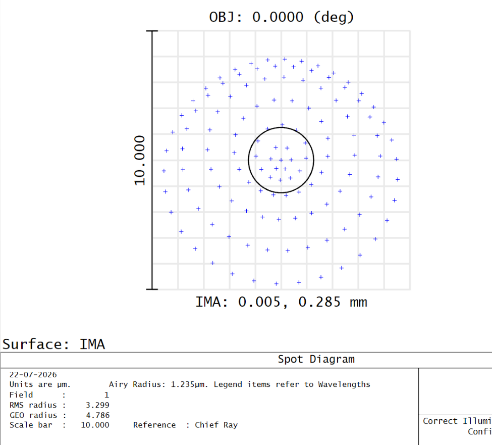 OBJ: 0.0000 (deg)
10.000
IMA: 0.005, 0.285 mm
Surface: IMA
Spot Diagram
22-07-2026
Units are µm. Airy Radius: 1.235µm. Legend items refer to Wavelengths
Field : 1
RMS radius : 3.299
GEO radius : 4.786
Scale bar : 10.000 Reference : Chief Ray
Correct Illumi
Confi